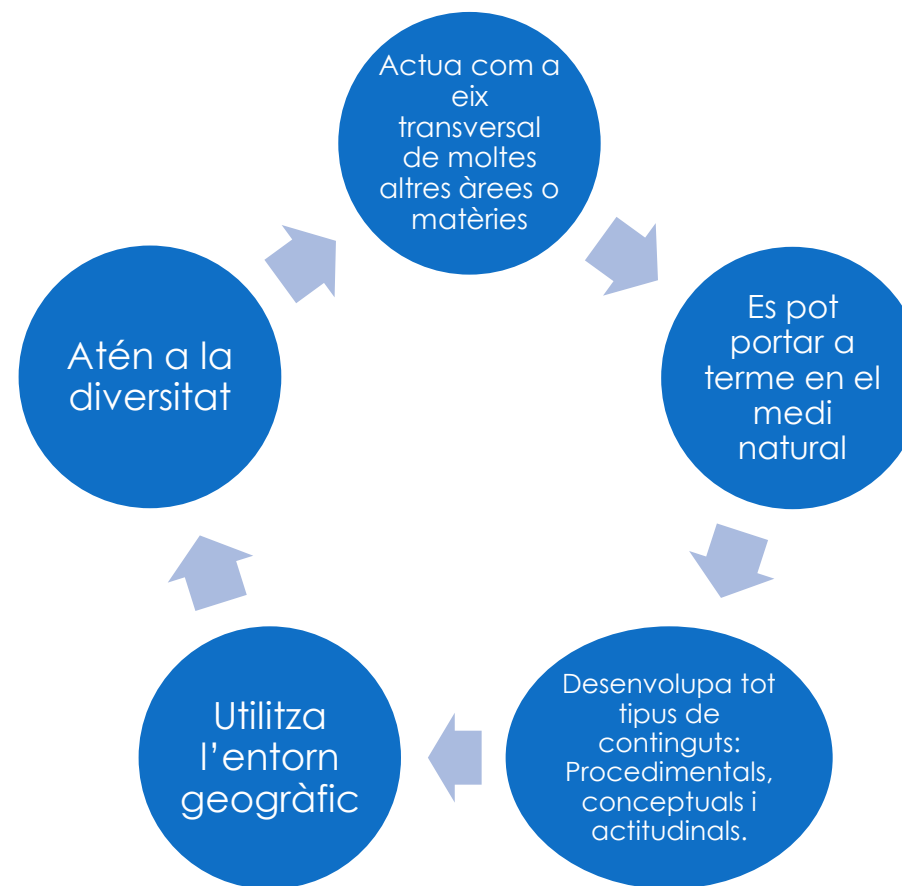 Actua com a
eix
transversal
de moltes
altres àrees o
matèries
Es pot
portar a
terme en el
medi
natural
Desenvolupa tot
tipus de
continguts:
Procedimentals,
conceptuals i
actitudinals.
Utilitza
l’entorn
geogràfic
Atén a la
diversitat